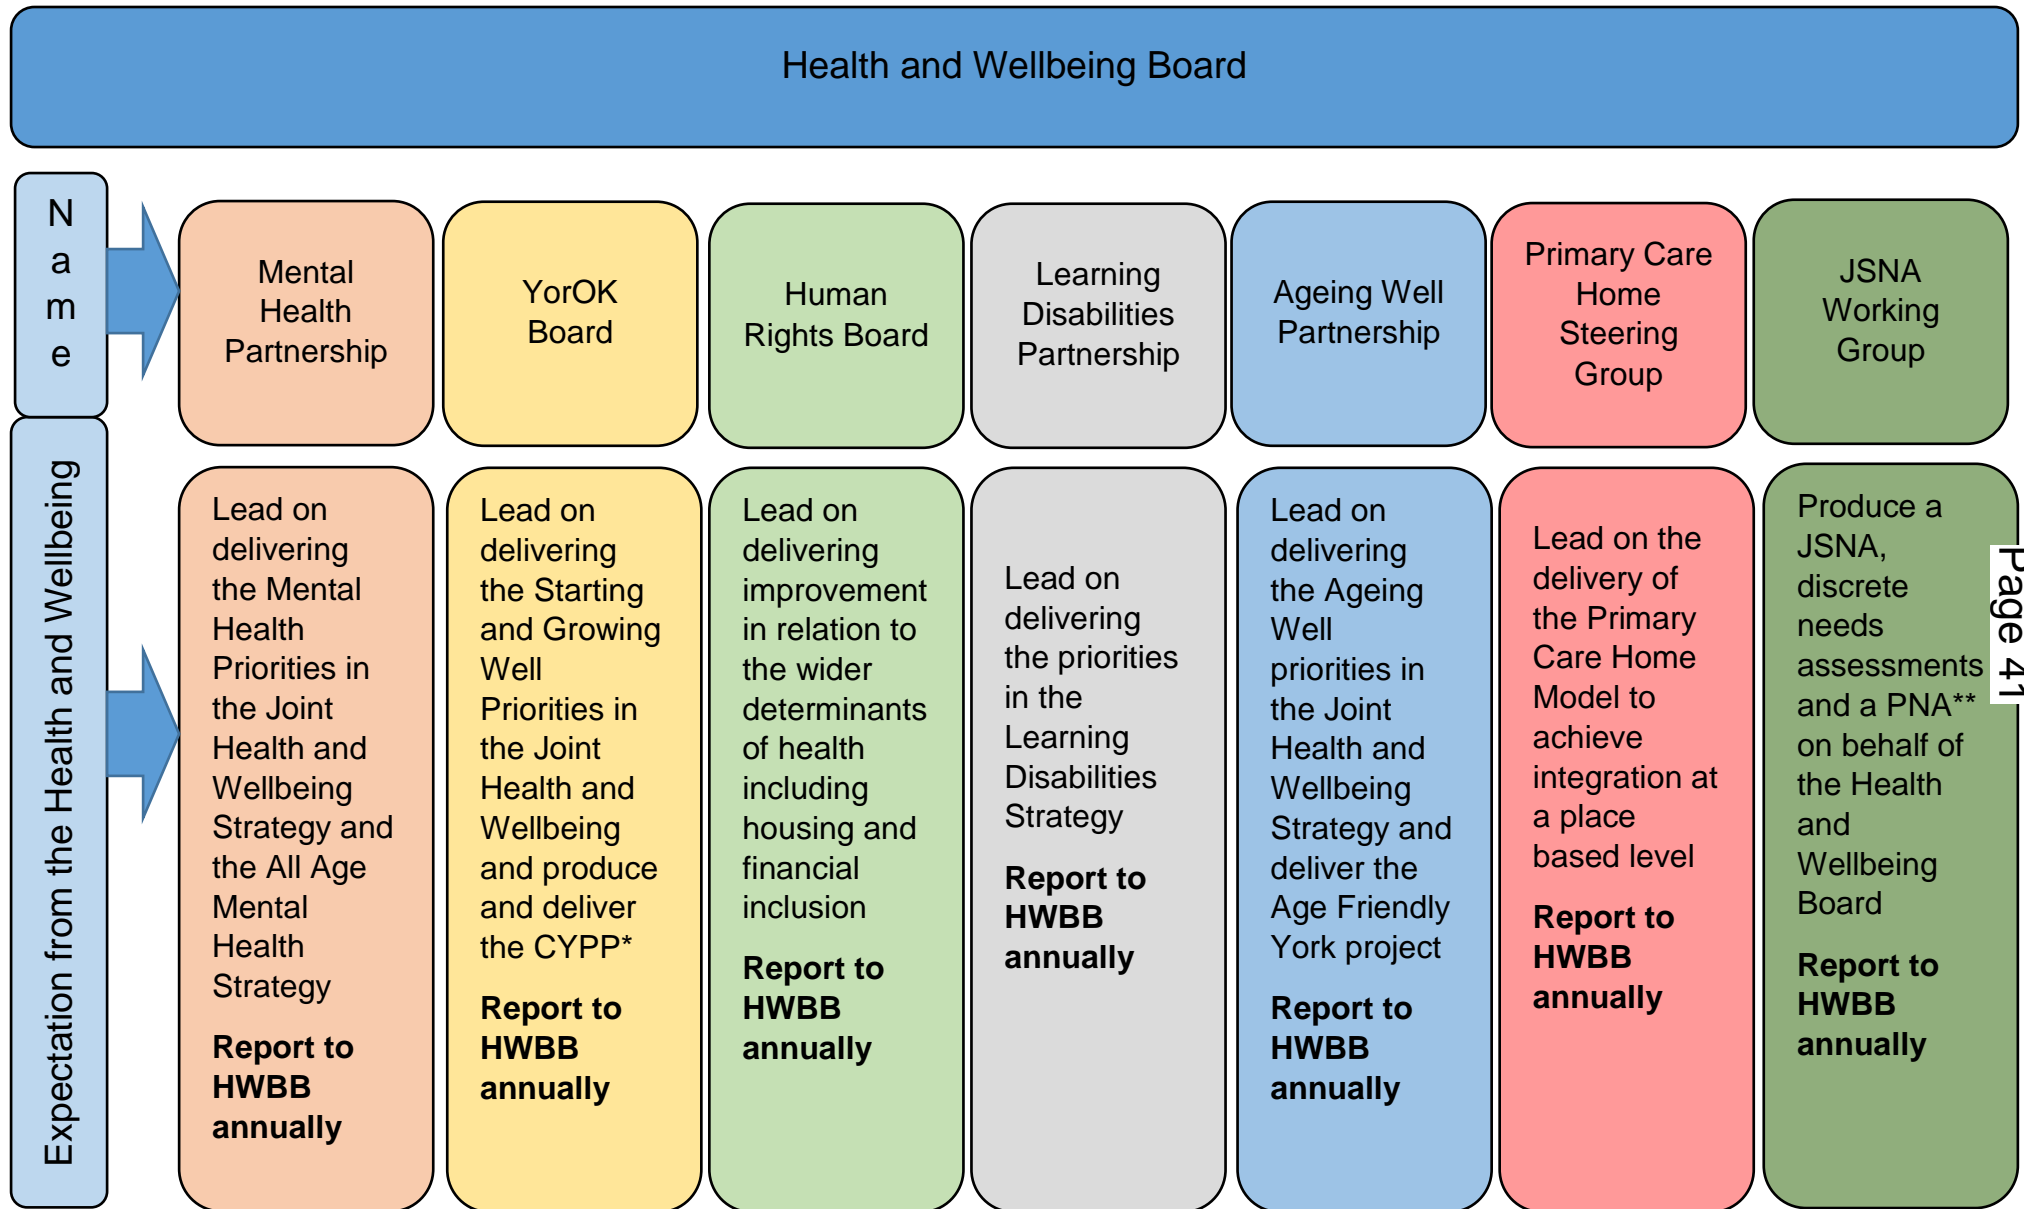 Health and Wellbeing Board
N
a
m
e
Mental
Health
Partnership
YorOK
Board
Human
Rights Board
Learning
Disabilities
Partnership
Ageing Well
Partnership
Primary Care
Home
Steering
Group
JSNA
Working
Group
Expectation from the Health and Wellbeing
Lead on
delivering
the Mental
Health
Priorities in
the Joint
Health and
Wellbeing
Strategy and
the All Age
Mental
Health
Strategy
Report to
HWBB
annually
Lead on
delivering
the Starting
and Growing
Well
Priorities in
the Joint
Health and
Wellbeing
and produce
and deliver
the CYPP*
Report to
HWBB
annually
Lead on
delivering
improvement
in relation to
the wider
determinants
of health
including
housing and
financial
inclusion
Report to
HWBB
annually
Lead on
delivering
the priorities
in the
Learning
Disabilities
Strategy
Report to
HWBB
annually
Lead on
delivering
the Ageing
Well
priorities in
the Joint
Health and
Wellbeing
Strategy and
deliver the
Age Friendly
York project
Report to
HWBB
annually
Lead on the
delivery of
the Primary
Care Home
Model to
achieve
integration at
a place
based level
Report to
HWBB
annually
Produce a
JSNA,
discrete
needs
assessments
and a PNA**
on behalf of
the Health
and
Wellbeing
Board
Report to
HWBB
annually
Page 41